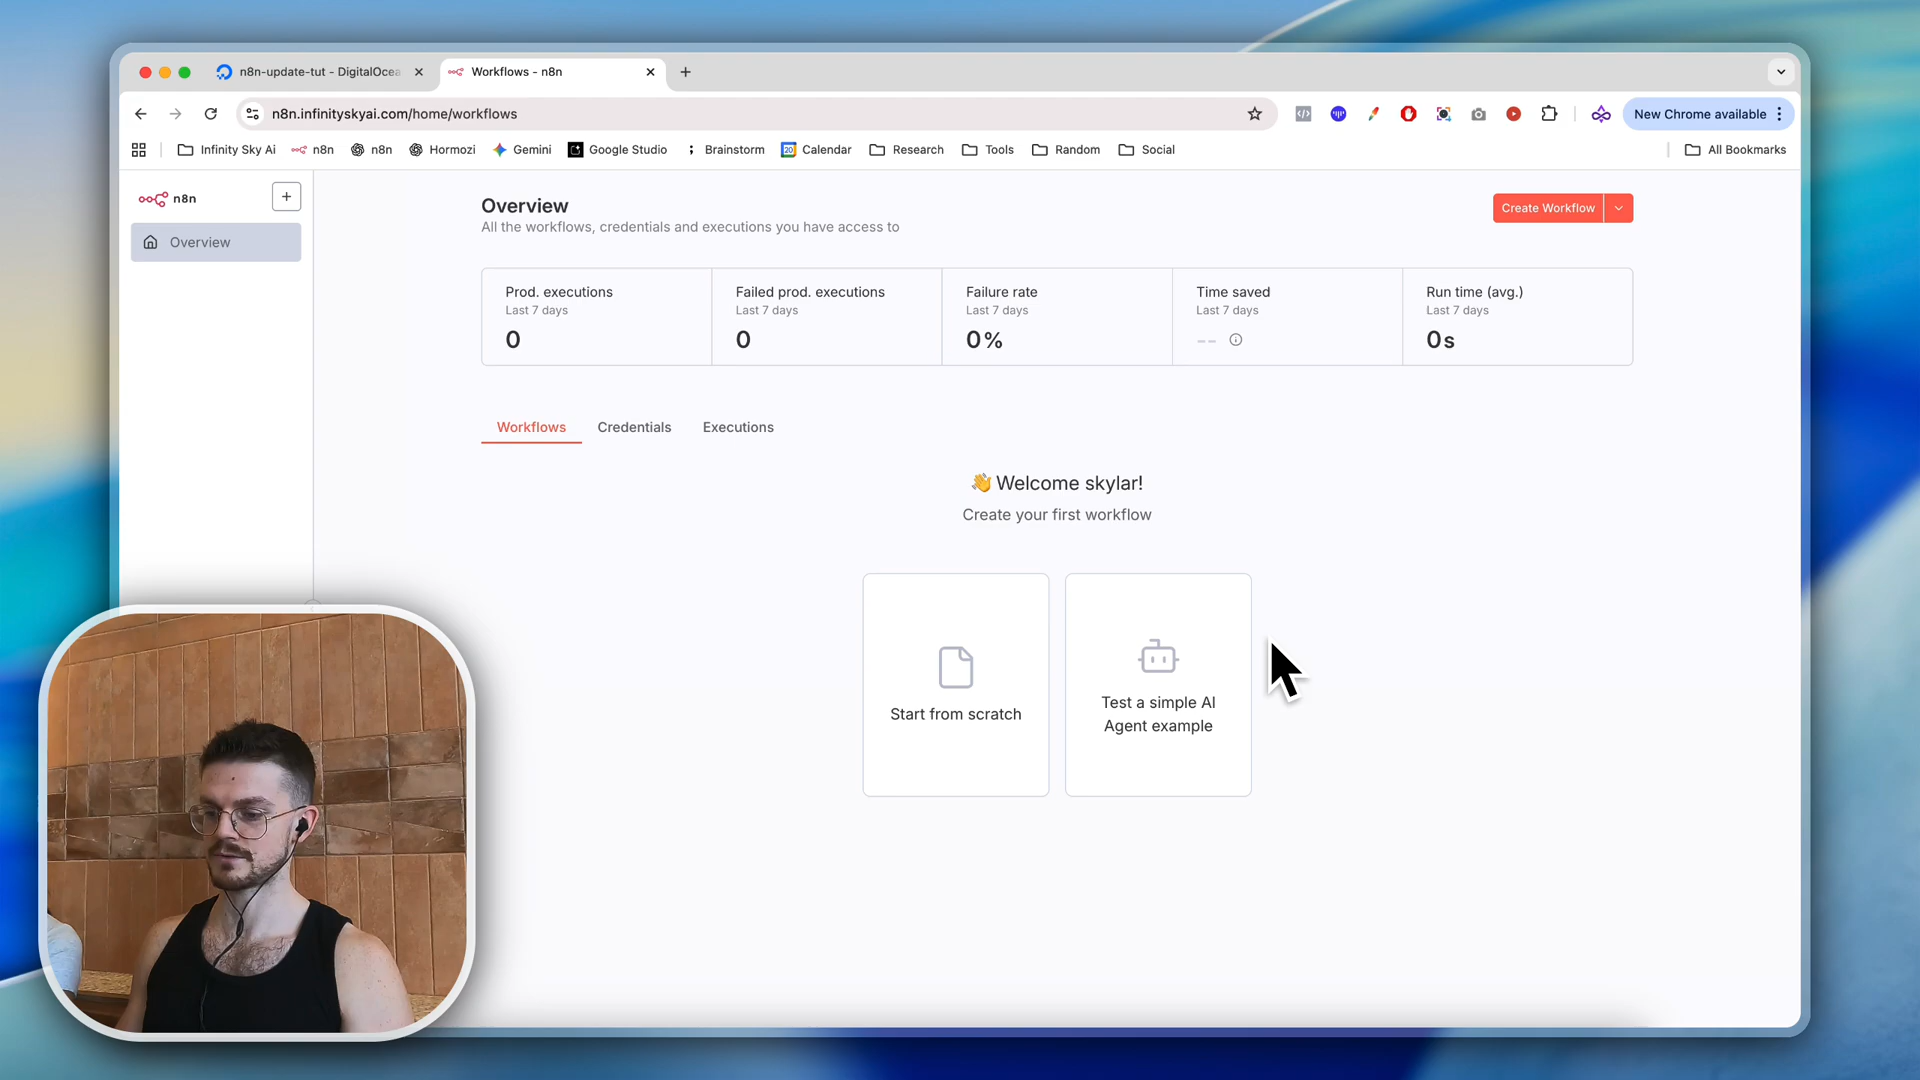 n8n-update-tut - DigitalOcea
Workflows - n8n
n8n.infinityskyai.com/home/workflows
New Chrome available
Infinity Sky Ai
n8n
n8n
Hormozi
Gemini
Google Studio
Brainstorm
20
Calendar
Research
Tools
Random
Social
All Bookmarks
n8n
Overview
Overview
All the workflows, credentials and executions you have access to
Create Workflow
Prod. executions
Last 7 days
0
Failed prod. executions
Last 7 days
0
Failure rate
Last 7 days
0%
Time saved
Last 7 days
--
Run time (avg.)
Last 7 days
0s
Workflows
Credentials
Executions
👋 Welcome skylar!
Create your first workflow
Start from scratch
Test a simple AI
Agent example